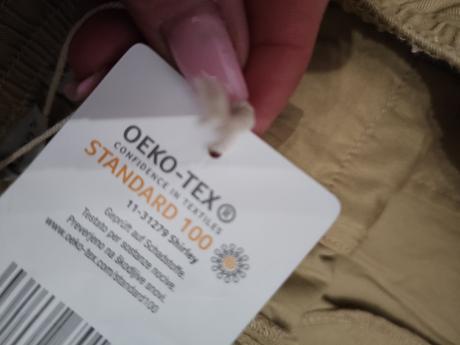 OEKO-TEX®
CONFIDENCE IN TEXTILES
STANDARD 100
11-31279 Shirley
Geprüft auf Schadstoffe.
Testato per sostanze nocive.
Preverjeno na škodljive snovi.
www.oeko-tex.com/standard100